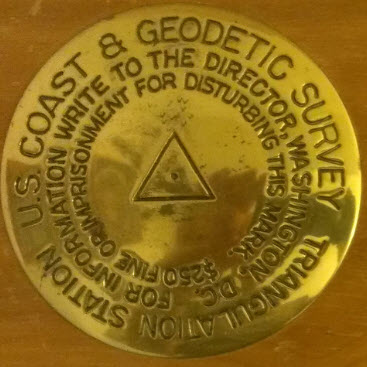 U.S. COAST & GEODETIC SURVEY
TRIANGULATION STATION
FOR INFORMATION WRITE TO THE DIRECTOR, WASHINGTON, D.C.
$250 FINE OR IMPRISONMENT FOR DISTURBING THIS MARK.